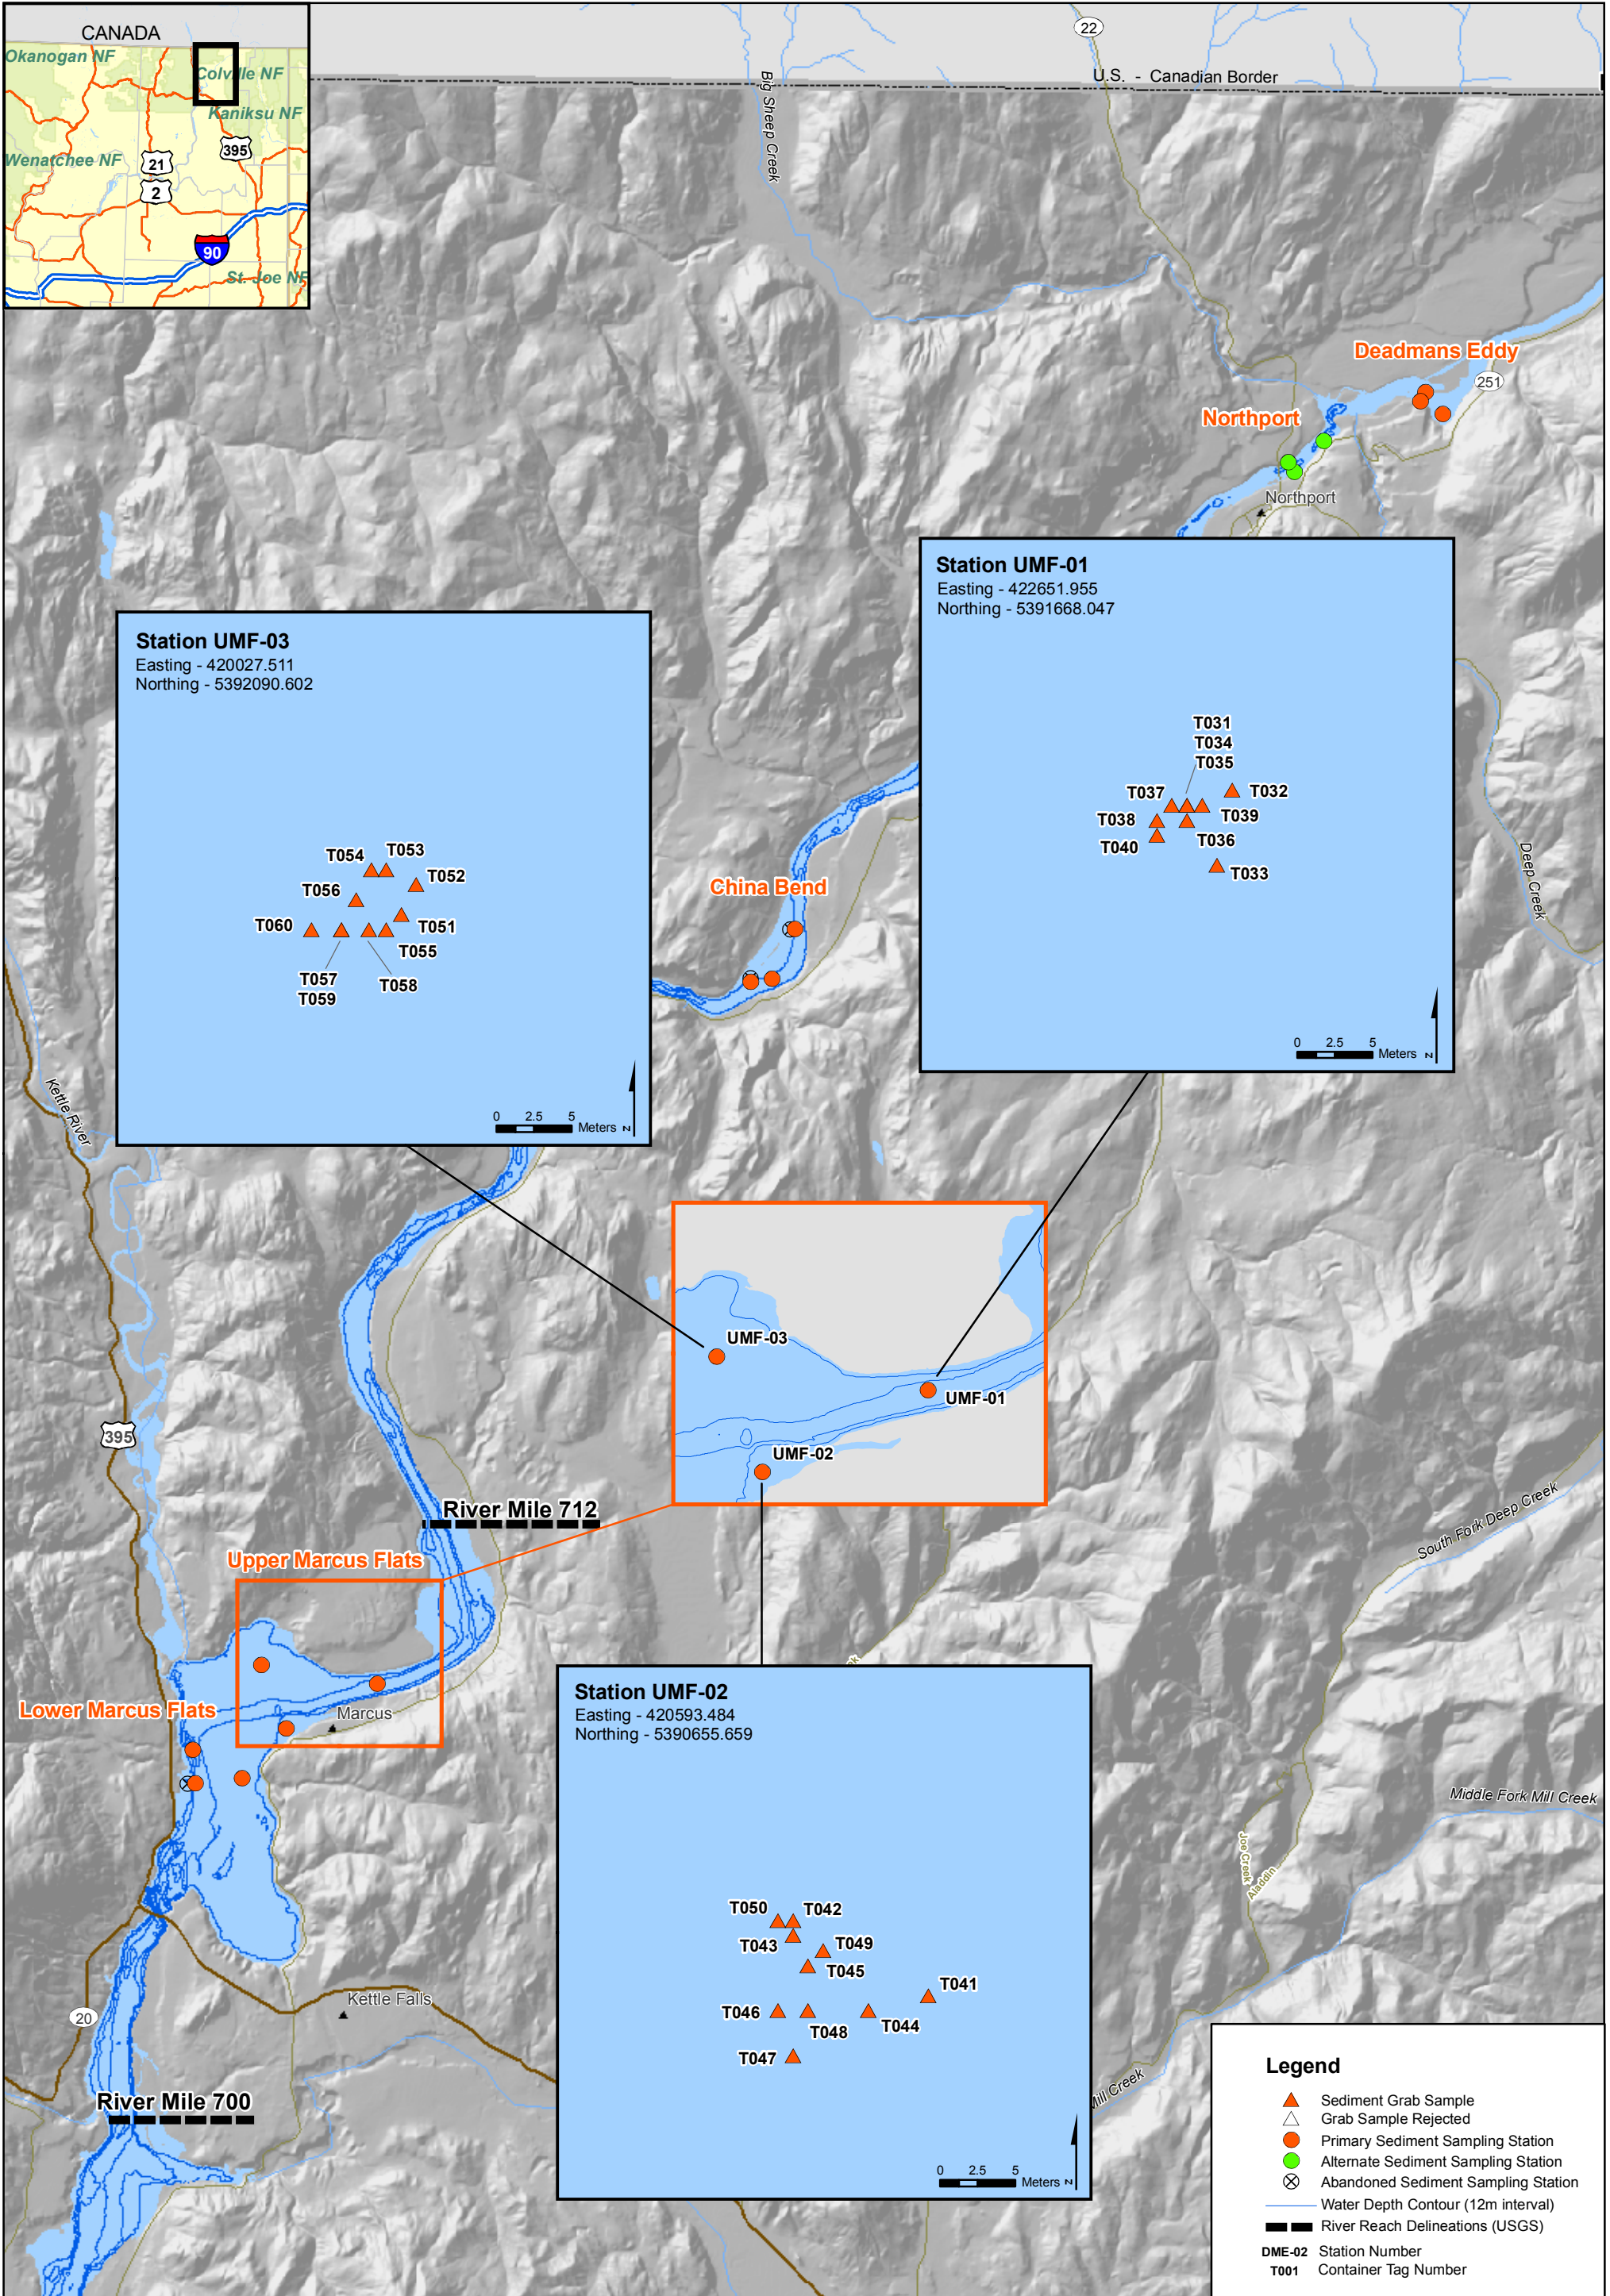 CANADA
Okanogan NF
Colville NF
Kaniksu NF
395
Wenatchee NF
21
2
90
St. Joe NF
22
U.S. - Canadian Border
Big Sheep Creek
Deadmans Eddy
251
Northport
Northport
Station UMF-01
Easting - 422651.955
Northing - 5391668.047
T031
T034
T035
T037
T032
T038
T039
T040
T036
T033
0 2.5 5
Meters
N
Station UMF-03
Easting - 420027.511
Northing - 5392090.602
T054
T053
T052
T056
T060
T051
T055
T057
T059
T058
0 2.5 5
Meters
N
China Bend
Deep Creek
Kettle River
UMF-03
UMF-01
UMF-02
395
River Mile 712
Upper Marcus Flats
South Fork Deep Creek
Lower Marcus Flats
Marcus
Station UMF-02
Easting - 420593.484
Northing - 5390655.659
T050
T042
T043
T049
T045
T041
T046
T048
T044
T047
0 2.5 5
Meters
N
Middle Fork Mill Creek
Joe Creek
Aladdin
Kettle Falls
20
River Mile 700
Mill Creek
Legend
Sediment Grab Sample
Grab Sample Rejected
Primary Sediment Sampling Station
Alternate Sediment Sampling Station
Abandoned Sediment Sampling Station
Water Depth Contour (12m interval)
River Reach Delineations (USGS)
DME-02 Station Number
T001 Container Tag Number